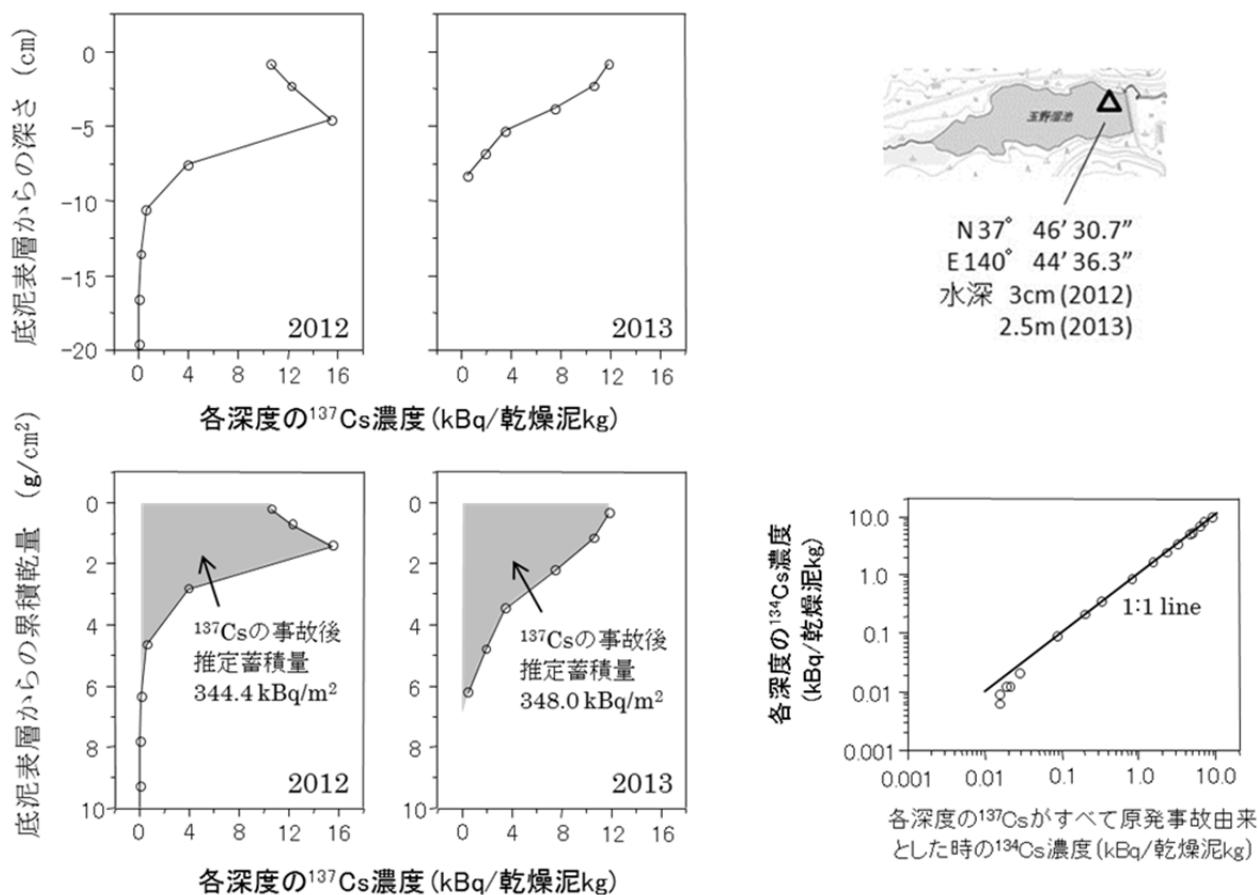 底泥表層からの深さ (cm)
0
-5
-10
-15
-20
2012
0 4 8 12 16
2013
0 4 8 12 16
各深度の¹³⁷Cs濃度(kBq/乾燥泥kg)
玉野溜池
N 37° 46’ 30.7”
E 140° 44’ 36.3”
水深 3cm (2012)
2.5m (2013)
底泥表層からの累積乾量 (g/cm²)
0
2
4
6
8
10
¹³⁷Csの事故後
推定蓄積量
344.4 kBq/m²
2012
0 4 8 12 16
¹³⁷Csの事故後
推定蓄積量
348.0 kBq/m²
2013
0 4 8 12 16
各深度の¹³⁷Cs濃度(kBq/乾燥泥kg)
各深度の¹³⁴Cs濃度
(kBq/乾燥泥kg)
10.0
1.0
0.1
0.01
0.001
1:1 line
0.001 0.01 0.1 1.0 10.0
各深度の¹³⁷Csがすべて原発事故由来
とした時の¹³⁴Cs濃度(kBq/乾燥泥kg)